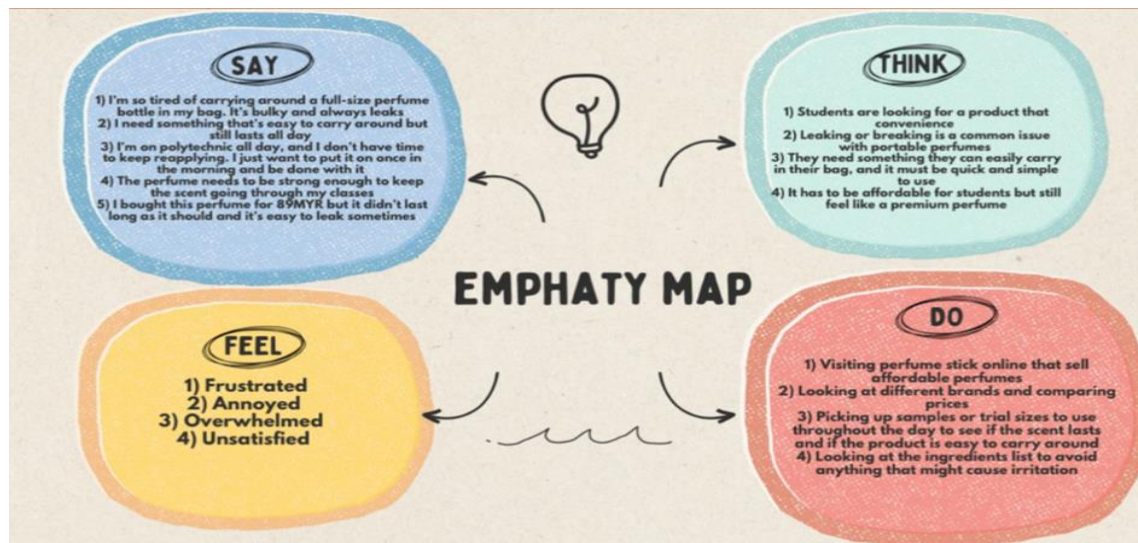 SAY
1) I'm so tired of carrying around a full-size perfume
bottle in my bag. It's bulky and always leaks
2) I need something that's easy to carry around but
still lasts all day
3) I'm on polytechnic all day, and I don't have time
to keep reapplying. I just want to put it on once in
the morning and be done with it
4) The perfume needs to be strong enough to keep
the scent going through my classes
5) I bought this perfume for 89MYR but it didn't last
long as it should and it's easy to leak sometimes
THINK
1) Students are looking for a product that
convenience
2) Leaking or breaking is a common issue
with portable perfumes
3) They need something they can easily carry
in their bag, and it must be quick and simple
to use
4) It has to be affordable for students but still
feel like a premium perfume
EMPHATY MAP
FEEL
1) Frustrated
2) Annoyed
3) Overwhelmed
4) Unsatisfied
DO
1) Visiting perfume stick online that sell
affordable perfumes
2) Looking at different brands and comparing
prices
3) Picking up samples or trial sizes to use
throughout the day to see if the scent lasts
and if the product is easy to carry around
4) Looking at the ingredients list to avoid
anything that might cause irritation